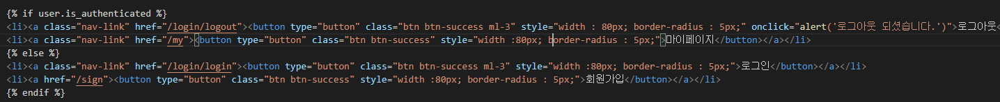 {% if user.is_authenticated %}
<li><a class="nav-link" href="/login/logout"><button type="button" class="btn btn-success ml-3" style="width : 80px; border-radius : 5px;" onclick="alert('로그아웃 되셨습니다.')">로그아웃<
<li><a class="nav-link" href="/my"><button type="button" class="btn btn-success" style="width :80px; border-radius : 5px;">마이페이지</button></a></li>
{% else %}
<li><a class="nav-link" href="/login/login"><button type="button" class="btn btn-success ml-3" style="width :80px; border-radius : 5px;">로그인</button></a></li>
<li><a href="/sign"><button type="button" class="btn btn-success" style="width :80px; border-radius : 5px;">회원가입</button></a></li>
{% endif %}